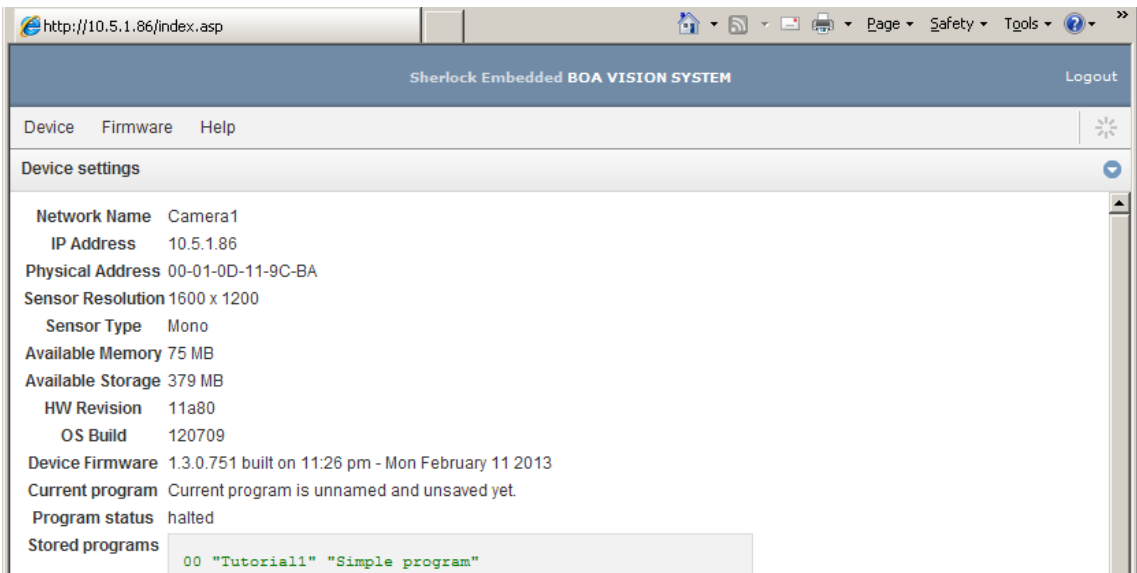 http://10.5.1.86/index.asp Page Safety Tools »
Sherlock Embedded BOA VISION SYSTEM Logout
Device Firmware Help
Device settings
Network Name Camera1
IP Address 10.5.1.86
Physical Address 00-01-0D-11-9C-BA
Sensor Resolution 1600 x 1200
Sensor Type Mono
Available Memory 75 MB
Available Storage 379 MB
HW Revision 11a80
OS Build 120709
Device Firmware 1.3.0.751 built on 11:26 pm - Mon February 11 2013
Current program Current program is unnamed and unsaved yet.
Program status halted
Stored programs
00 "Tutorial1" "Simple program"